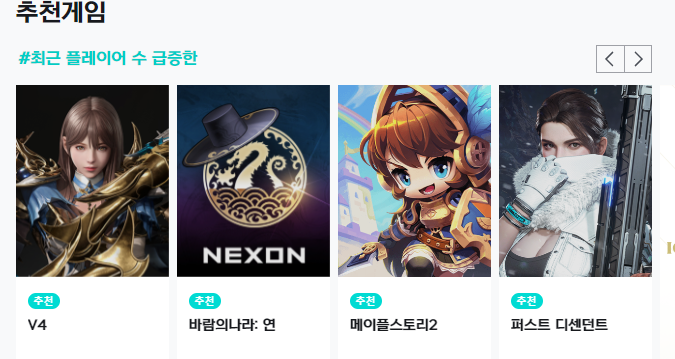 추천게임
#최근 플레이어 수 급증한
NEXON
추천
V4
추천
바람의나라: 연
추천
메이플스토리2
추천
퍼스트 디센던트